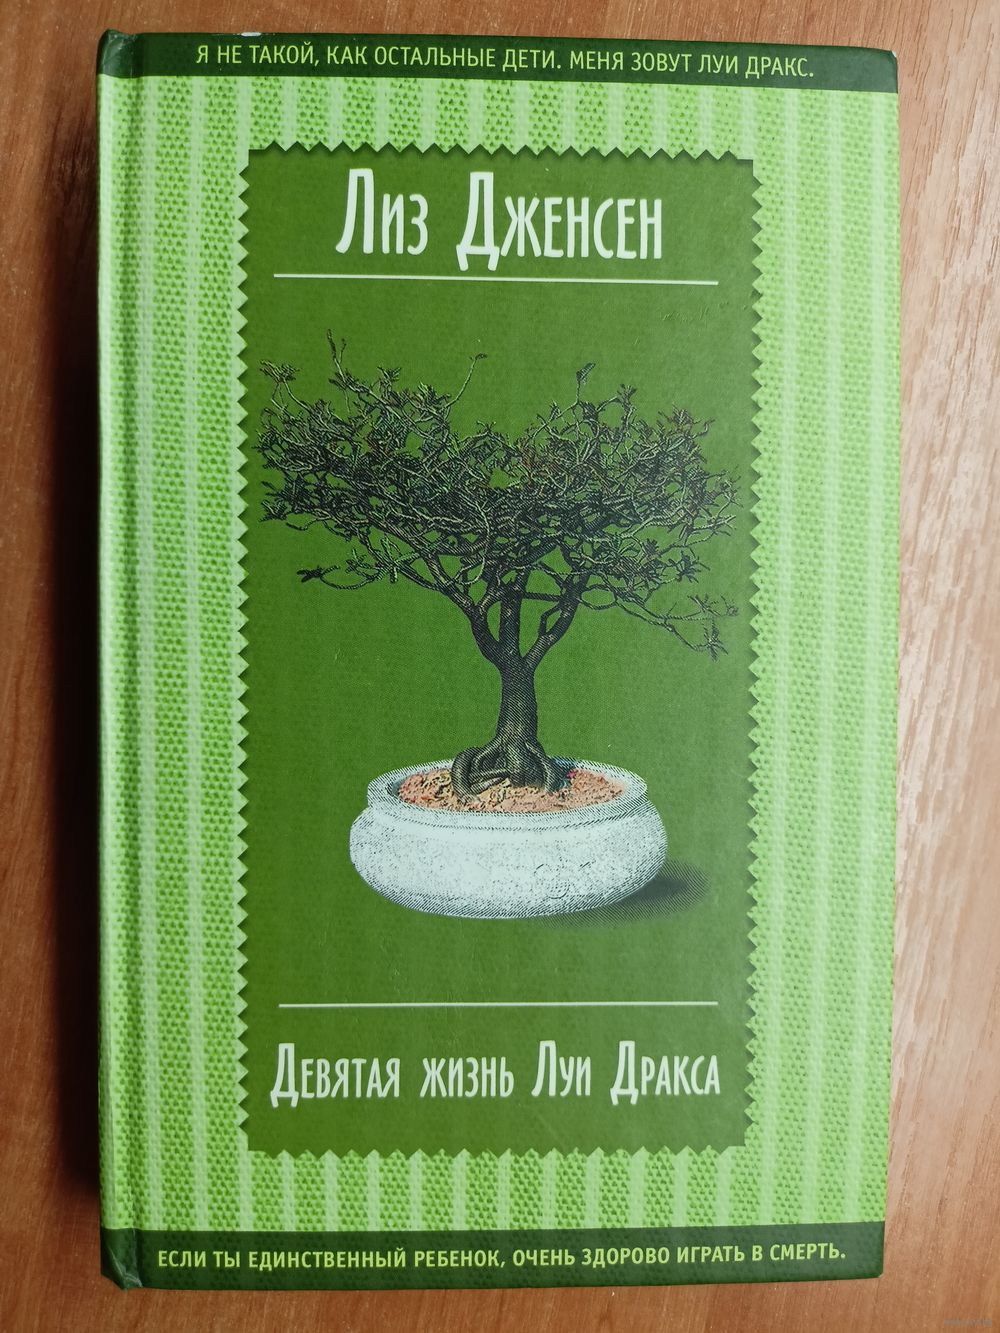 Я НЕ ТАКОЙ, КАК ОСТАЛЬНЫЕ ДЕТИ. МЕНЯ ЗОВУТ ЛУИ ДРАКС.
ЛИЗ ДЖЕНСЕН
ДЕВЯТАЯ ЖИЗНЬ ЛУИ ДРАКСА
ЕСЛИ ТЫ ЕДИНСТВЕННЫЙ РЕБЕНОК, ОЧЕНЬ ЗДОРОВО ИГРАТЬ В СМЕРТЬ.